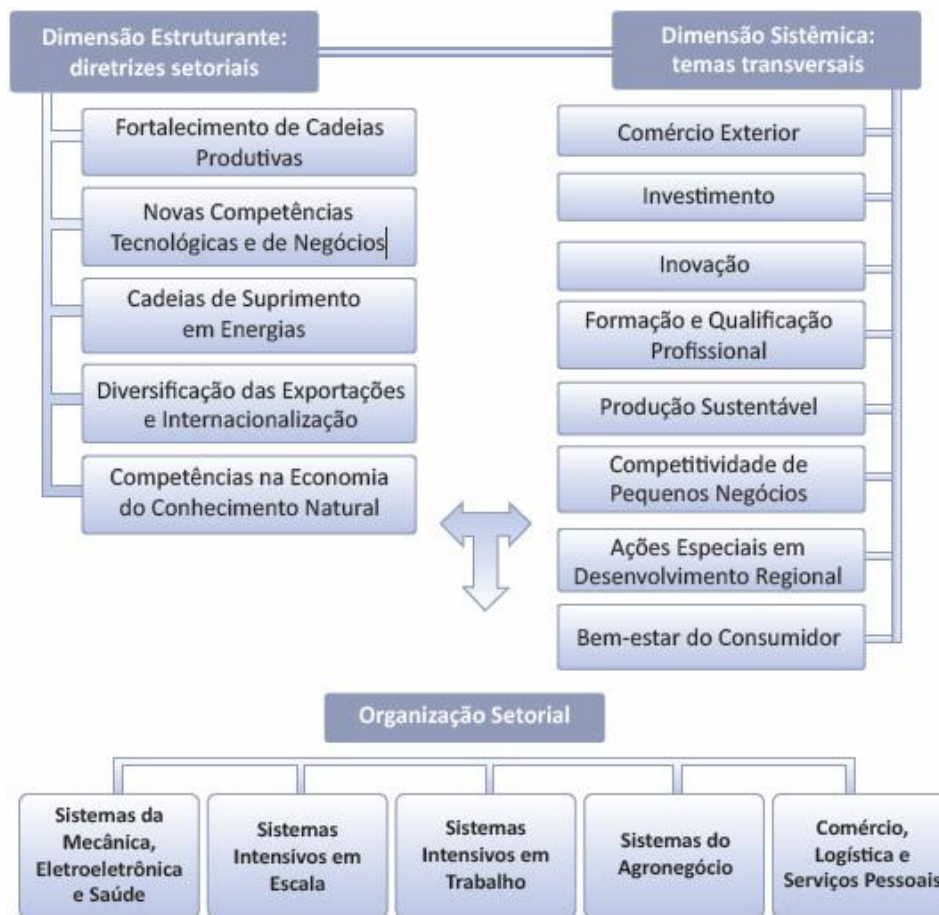 Dimensão Estruturante:
diretrizes setoriais
Fortalecimento de Cadeias
Produtivas
Novas Competências
Tecnológicas e de Negócios
Cadeias de Suprimento
em Energias
Diversificação das Exportações
e Internacionalização
Competências na Economia
do Conhecimento Natural
Dimensão Sistêmica:
temas transversais
Comércio Exterior
Investimento
Inovação
Formação e Qualificação
Profissional
Produção Sustentável
Competitividade de
Pequenos Negócios
Ações Especiais em
Desenvolvimento Regional
Bem-estar do Consumidor
Organização Setorial
Sistemas da
Mecânica,
Eletroeletrônica
e Saúde
Sistemas
Intensivos em
Escala
Sistemas
Intensivos em
Trabalho
Sistemas do
Agronegócio
Comércio,
Logística e
Serviços Pessoais